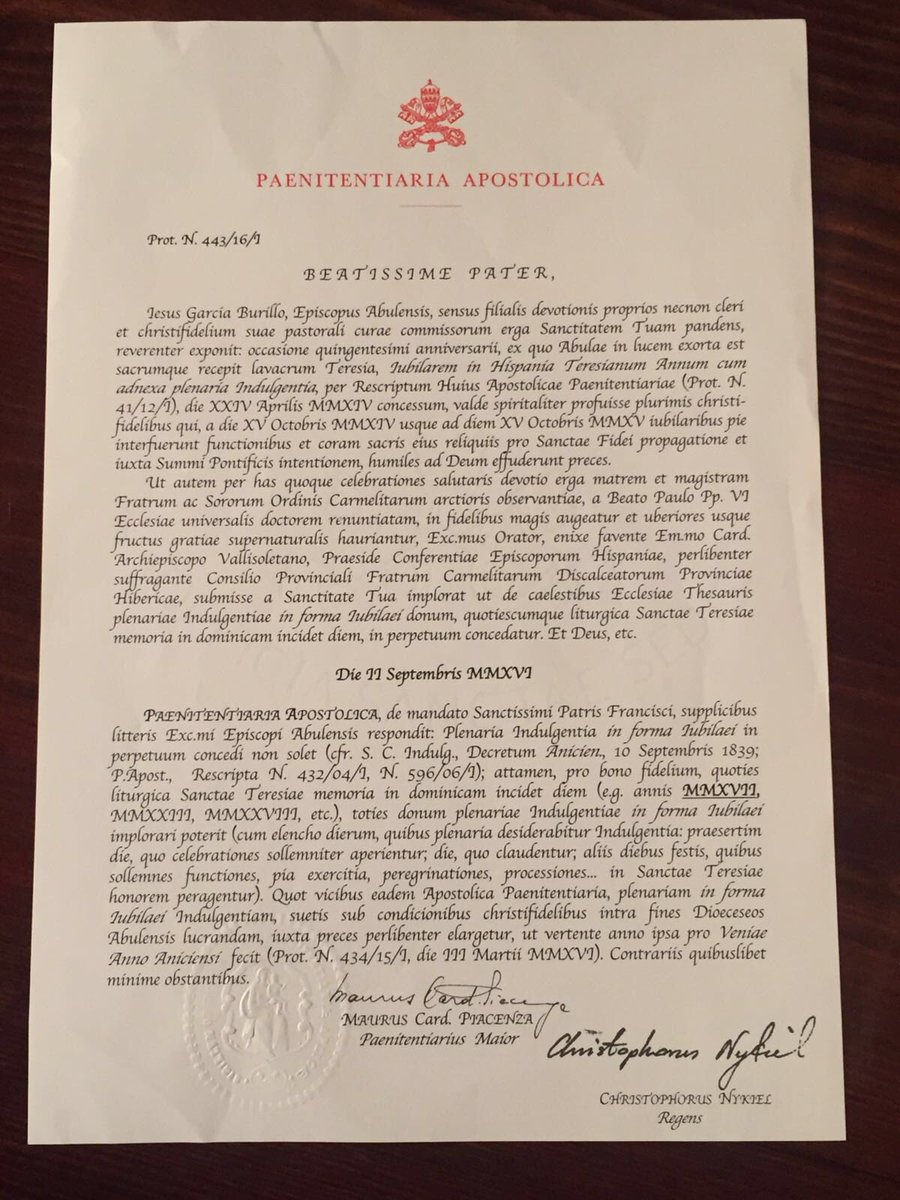 PAENITENTIARIA APOSTOLICA
Prot. N. 443/16/I
BEATISSIME PATER,
Iesus Garcia Burillo, Episcopus Abulensis, sensus filialis devotionis proprios necnon cleri
et christifidelium suae pastorali curae commissorum erga Sanctitatem Tuam pandens,
reverenter exponit: occasione quingentesimi anniversarii, ex quo Abulae in lucem exorta est
sacrumque recepit lavacrum Teresia, Iubilarem in Hispania Teresianum Annum cum
adnexa plenaria Indulgentia, per Rescriptum Huius Apostolicae Paenitentiariae (Prot. N.
41/12/I), die XXIV Aprilis MMXIV concessum, valde spiritaliter profuisse plurimis christi-
fidelibus qui, a die XV Octobris MMXIV usque ad diem XV Octobris MMXV iubilaribus pie
interfuerunt functionibus et coram sacris eius reliquiis pro Sanctae Fidei propagatione et
iuxta Summi Pontificis intentionem, humiles ad Deum effuderunt preces.
Ut autem per has quoque celebrationes salutaris devotio erga matrem et magistram
Fratrum ac Sororum Ordinis Carmelitarum arctioris observantiae, a Beato Paulo Pp. VI
Ecclesiae universalis doctorem renuntiatam, in fidelibus magis augeatur et uberiores usque
fructus gratiae supernaturalis hauriantur, Exc.mus Orator, enixe favente Em.mo Card.
Archiepiscopo Vallisoletano, Praeside Conferentiae Episcoporum Hispaniae, perlibenter
suffragante Consilio Provinciali Fratrum Carmelitarum Discalceatorum Provinciae
Hibericae, submisse a Sanctitate Tua implorat ut de caelestibus Ecclesiae Thesauris
plenariae Indulgentiae in forma Iubilaei donum, quotiescumque liturgica Sanctae Teresiae
memoria in dominicam incidet diem, in perpetuum concedatur. Et Deus, etc.
Die II Septembris MMXVI
PAENITENTIARIA APOSTOLICA, de mandato Sanctissimi Patris Francisci, supplicibus
litteris Exc.mi Episcopi Abulensis respondit: Plenaria Indulgentia in forma Iubilaei in
perpetuum concedi non solet (cfr. S. C. Indulg., Decretum Anicien., 10 Septembris 1839;
P.Apost., Rescripta N. 432/04/I, N. 596/06/I); attamen, pro bono fidelium, quoties
liturgica Sanctae Teresiae memoria in dominicam incidet diem (e.g. annis MMXVII,
MMXXIII, MMXXVIII, etc.), toties donum plenariae Indulgentiae in forma Iubilaei
implorari poterit (cum elencho dierum, quibus plenaria desiderabitur Indulgentia: praesertim
die, quo celebrationes sollemniter aperientur; die, quo claudentur; aliis diebus festis, quibus
sollemnes functiones, pia exercitia, peregrinationes, processiones... in Sanctae Teresiae
honorem peragentur). Quot vicibus eadem Apostolica Paenitentiaria, plenariam in forma
Iubilaei Indulgentiam, suetis sub condicionibus christifidelibus intra fines Dioeceseos
Abulensis lucrandam, iuxta preces perlibenter elargetur, ut vertente anno ipsa pro Veniae
Anno Aniciensi fecit (Prot. N. 434/15/I, die III Martii MMXVI). Contrariis quibuslibet
minime obstantibus.
Maurus Card. Piacenza
MAURUS Card. PIACENZA
Paenitentiarius Maior
Christophorus Nykiel
CHRISTOPHORUS NYKIEL
Regens